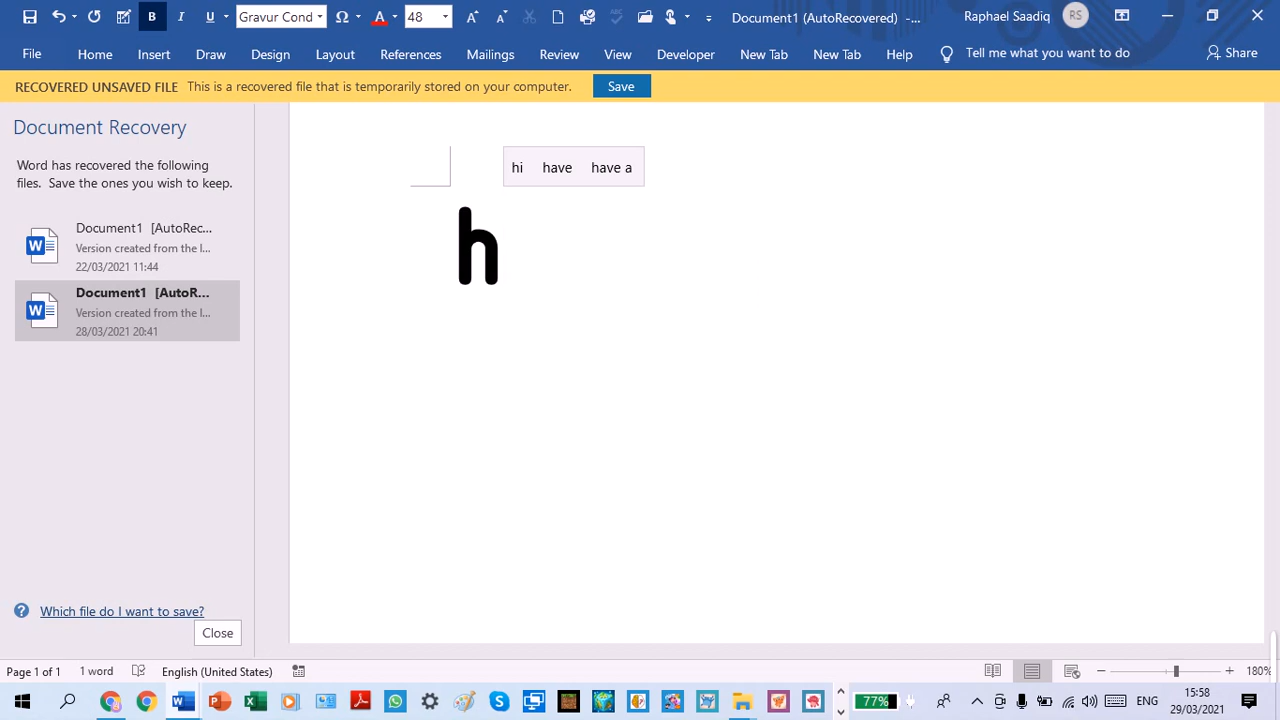 B I U Gravur Cond Ω A 48 A A Document1 (AutoRecovered) -... Raphael Saadiq RS
File Home Insert Draw Design Layout References Mailings Review View Developer New Tab New Tab Help Tell me what you want to do Share
RECOVERED UNSAVED FILE This is a recovered file that is temporarily stored on your computer. Save
Document Recovery
Word has recovered the following
files. Save the ones you wish to keep.
Document1 [AutoRec...
Version created from the l...
22/03/2021 11:44
Document1 [AutoR...
Version created from the l...
28/03/2021 20:41
hi have have a
h
Which file do I want to save?
Close
Page 1 of 1 1 word English (United States) 180%
77% ENG 15:58
29/03/2021